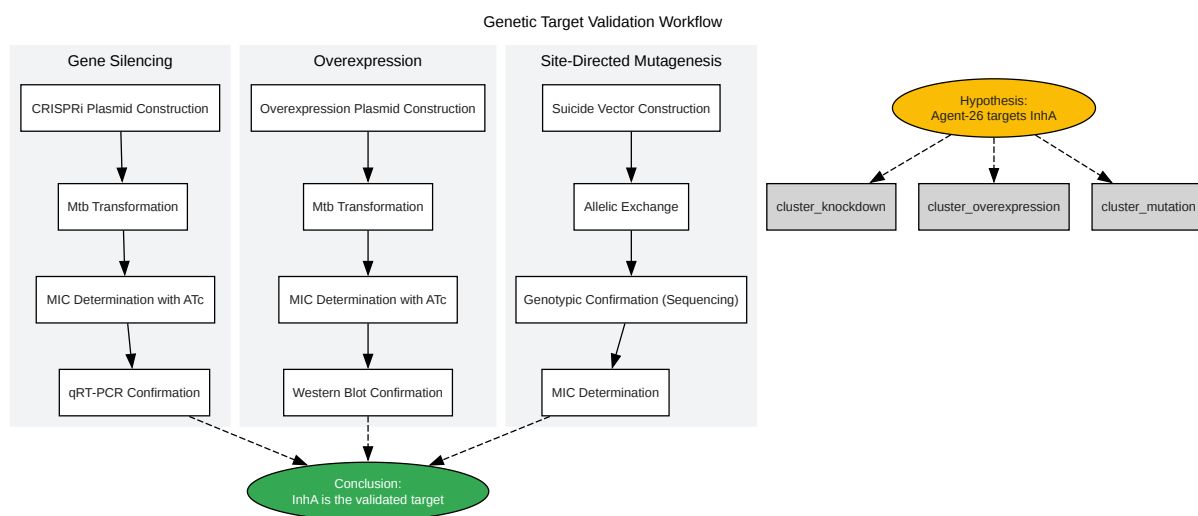 Genetic Target Validation Workflow
Gene Silencing
CRISPRi Plasmid Construction
Mtb Transformation
MIC Determination with ATc
qRT-PCR Confirmation
Overexpression
Overexpression Plasmid Construction
Mtb Transformation
MIC Determination with ATc
Western Blot Confirmation
Site-Directed Mutagenesis
Suicide Vector Construction
Allelic Exchange
Genotypic Confirmation (Sequencing)
MIC Determination
Hypothesis:
Agent-26 targets InhA
cluster_knockdown
cluster_overexpression
cluster_mutation
Conclusion:
InhA is the validated target